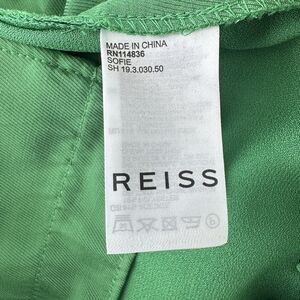 MADE IN CHINA
RN114836
SOFIE
SH 19.3.030.50
REISS